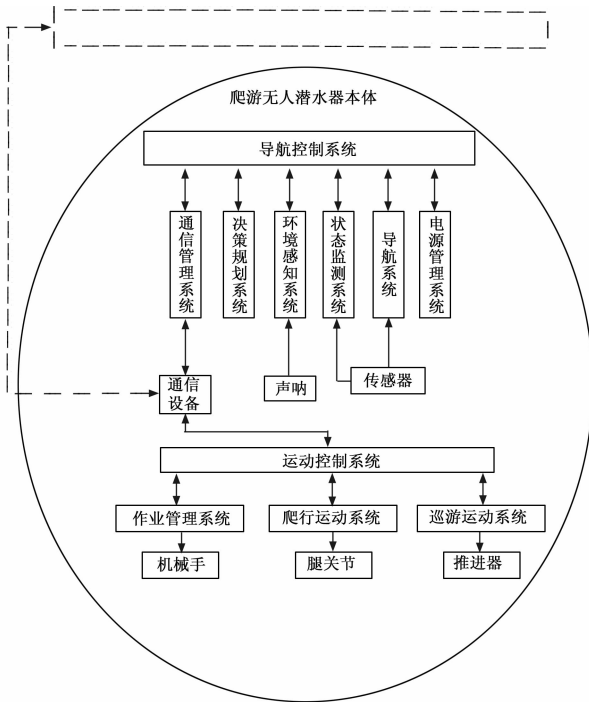 爬游无人潜水器本体
导航控制系统
通信管理系统
决策规划系统
环境感知系统
状态监测系统
导航系统
电源管理系统
通信
设备
声呐
传感器
运动控制系统
作业管理系统
爬行运动系统
巡游运动系统
机械手
腿关节
推进器